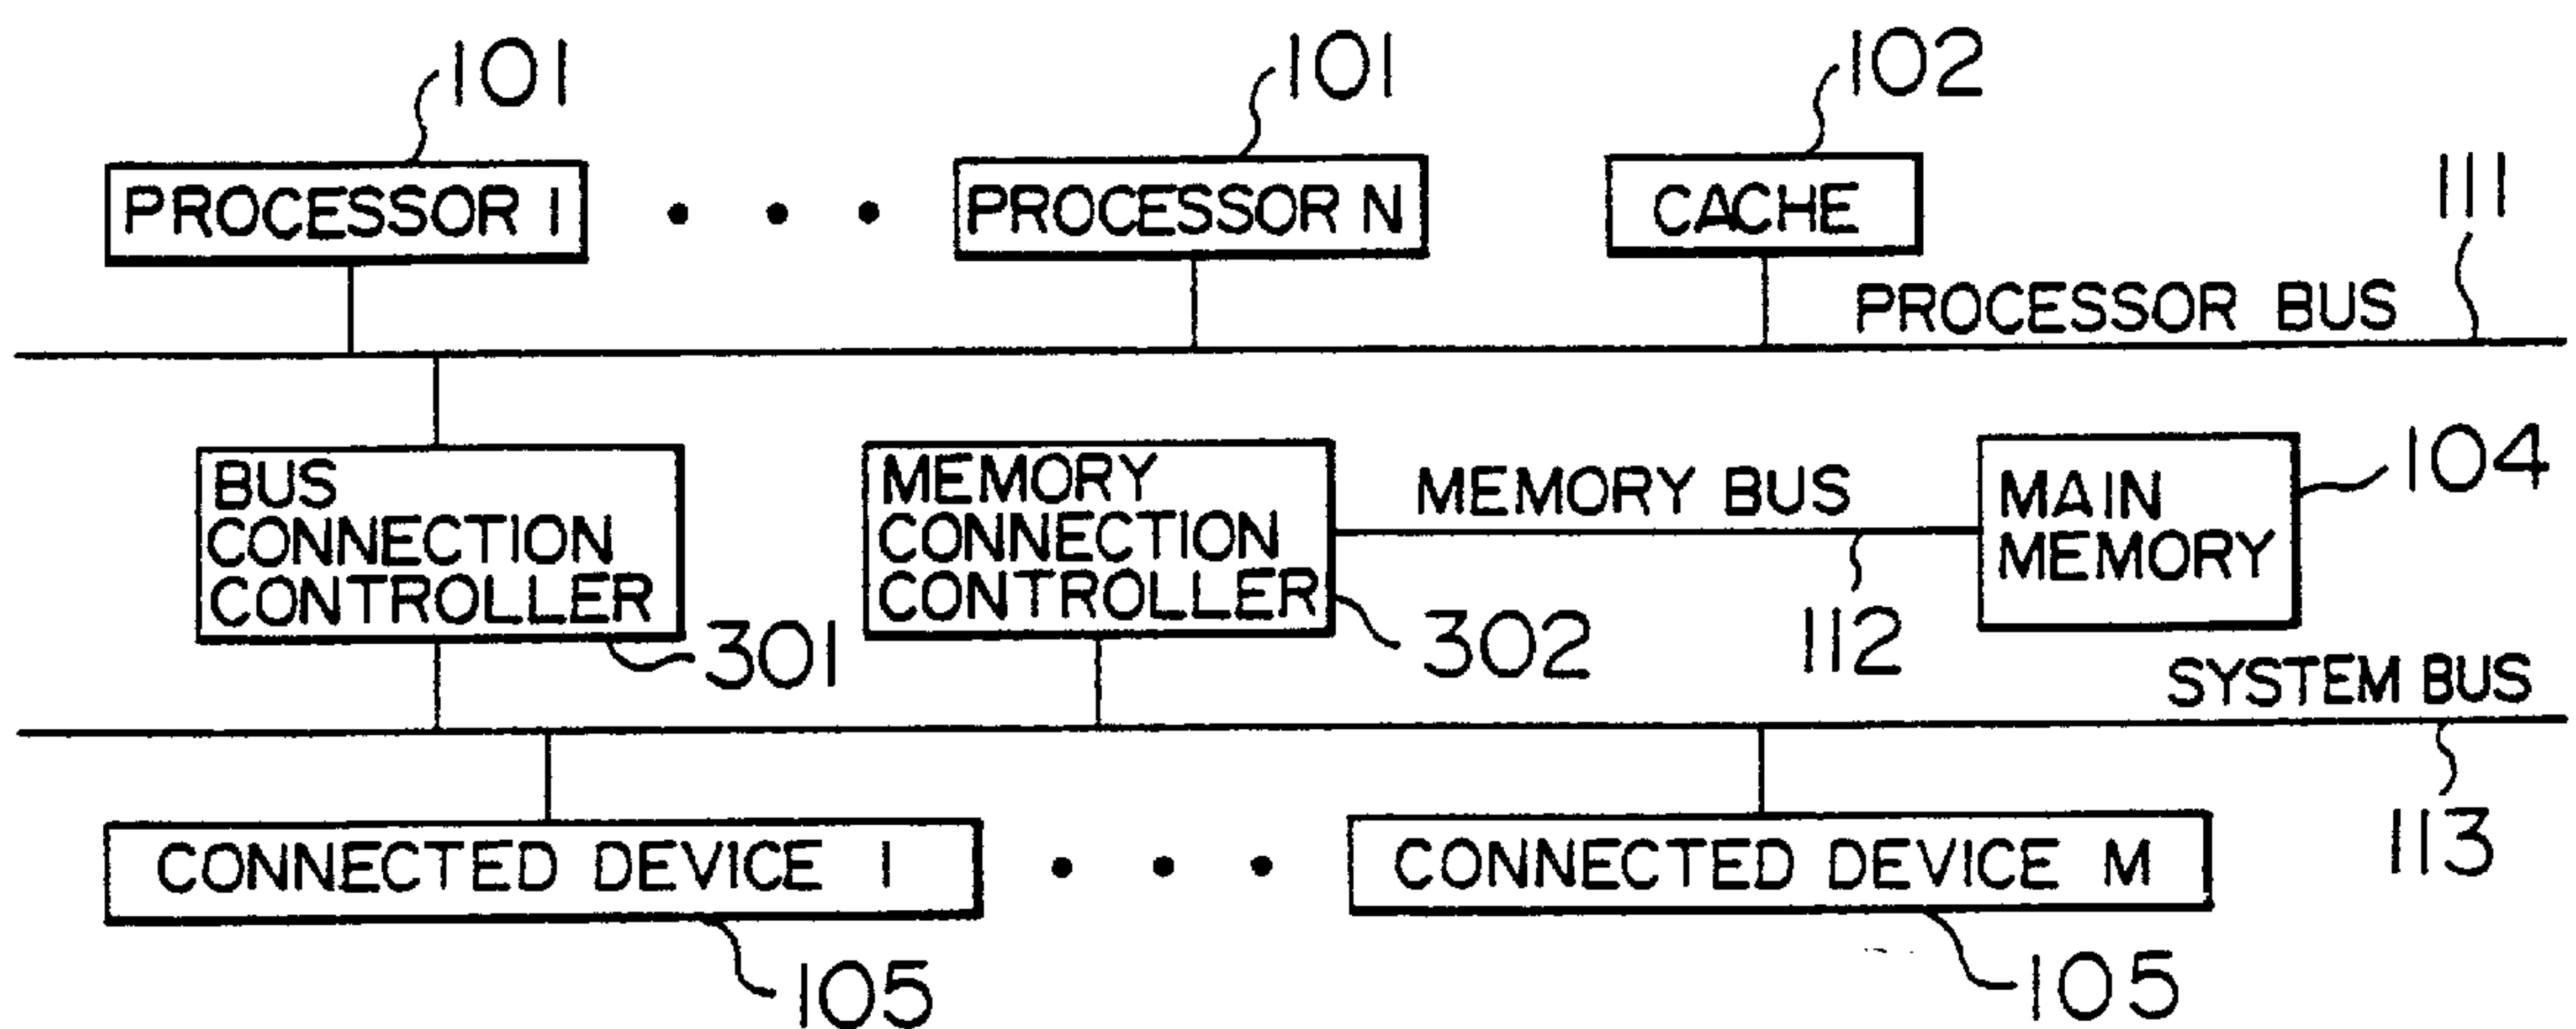 101
101
102
111
PROCESSOR 1
PROCESSOR N
CACHE
PROCESSOR BUS
BUS
CONNECTION
CONTROLLER
301
MEMORY
CONNECTION
CONTROLLER
302
MEMORY BUS
112
MAIN
MEMORY
104
SYSTEM BUS
113
CONNECTED DEVICE 1
CONNECTED DEVICE M
105
105